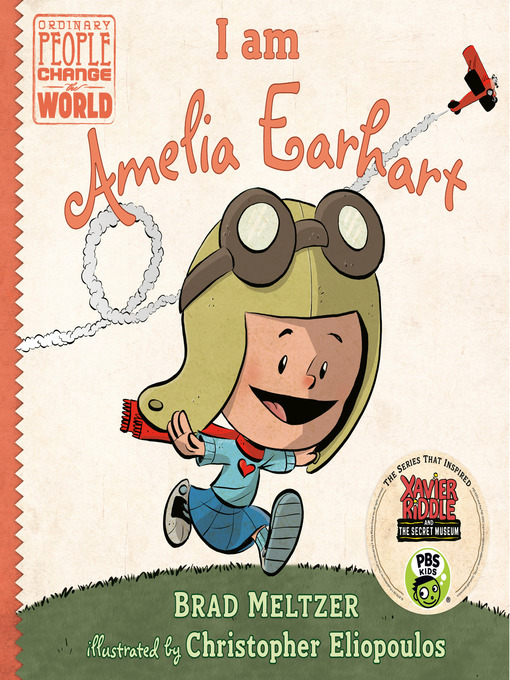 ORDINARY
PEOPLE
CHANGE
the
WORLD
I am
Amelia Earhart
THE SERIES THAT INSPIRED
XAVIER
RIDDLE
AND
THE SECRET MUSEUM
PBS
KIDS
®
BRAD MELTZER
illustrated by Christopher Eliopoulos